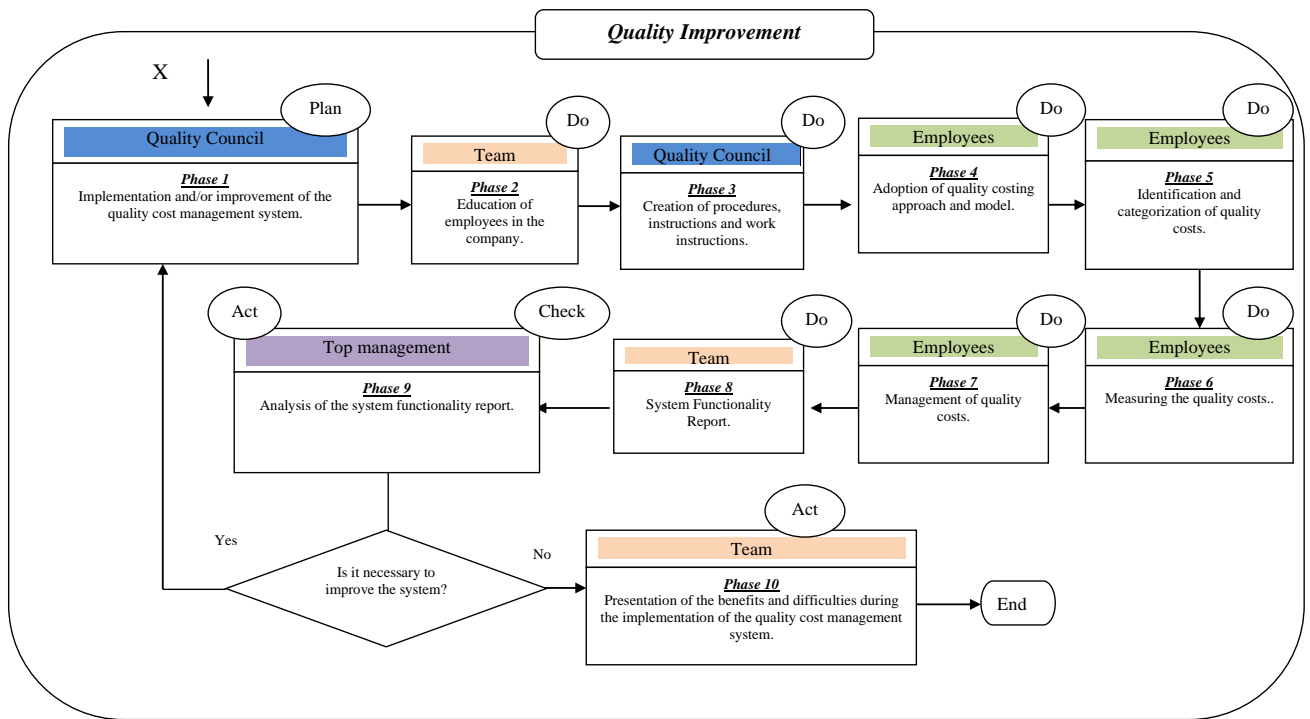 Quality Improvement
X
Plan
Quality Council
Phase 1
Implementation and/or improvement of the
quality cost management system.
Do
Team
Phase 2
Education of
employees in the
company.
Do
Quality Council
Phase 3
Creation of procedures,
instructions and work
instructions.
Do
Employees
Phase 4
Adoption of quality costing
approach and model.
Do
Employees
Phase 5
Identification and
categorization of quality
costs.
Do
Employees
Phase 6
Measuring the quality costs..
Do
Employees
Phase 7
Management of quality
costs.
Do
Team
Phase 8
System Functionality
Report.
Act
Check
Top management
Phase 9
Analysis of the system functionality report.
Yes
Is it necessary to
improve the system?
No
Act
Team
Phase 10
Presentation of the benefits and difficulties during
the implementation of the quality cost management
system.
End